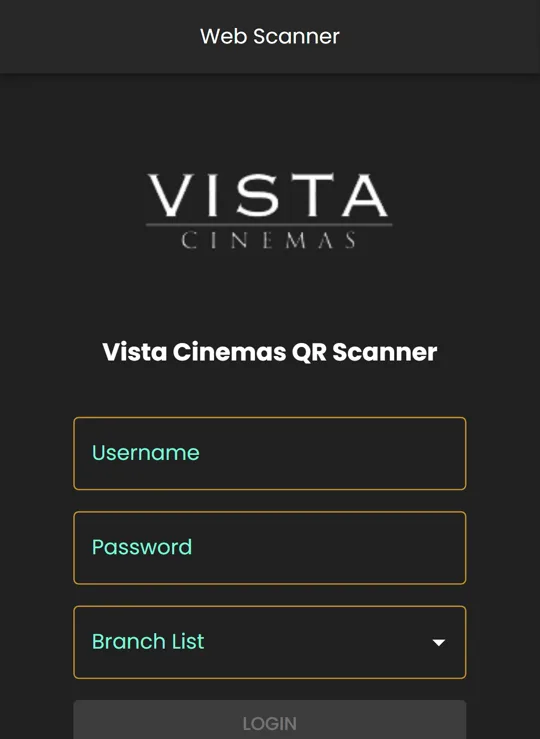 Web Scanner
VISTA
CINEMAS
Vista Cinemas QR Scanner
Username
Password
Branch List
LOGIN